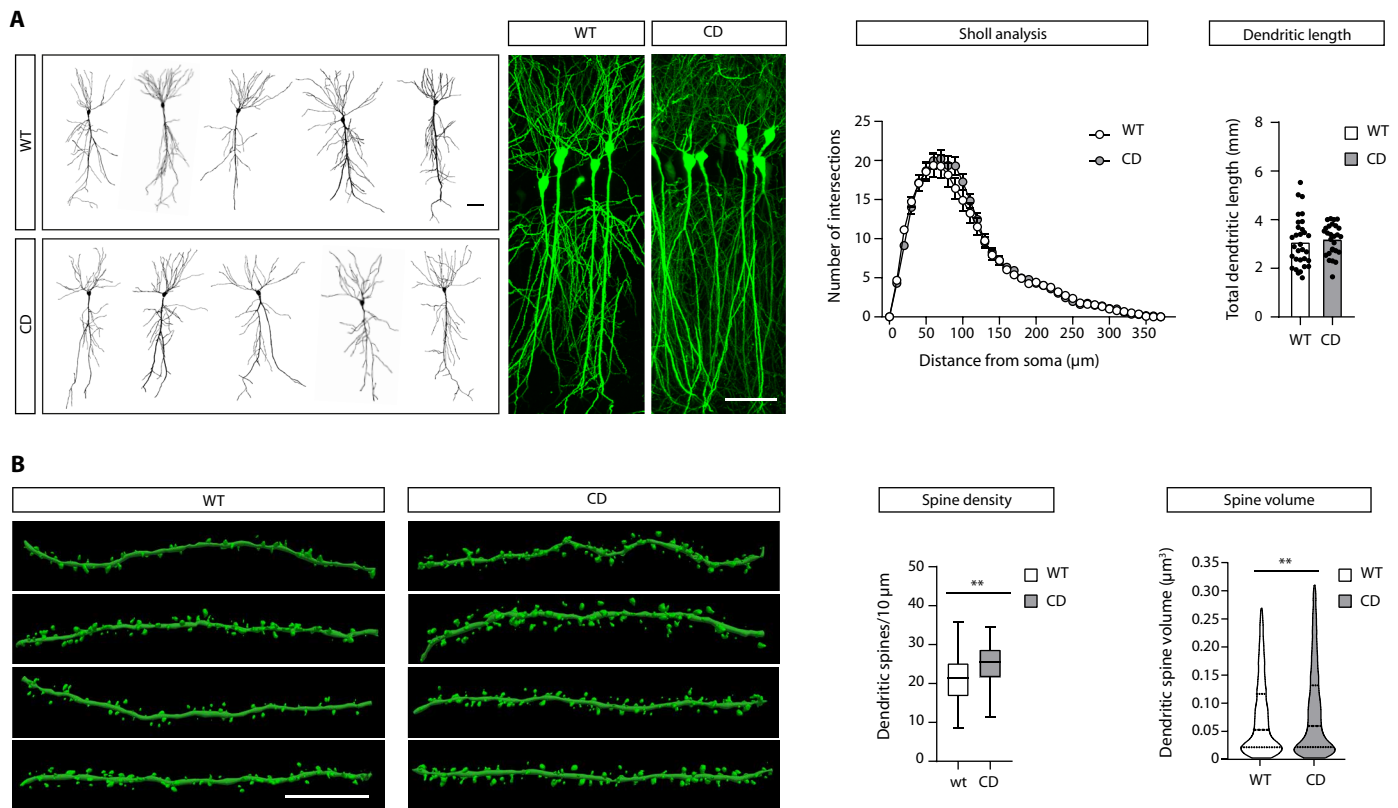 A
WT
CD
WT
CD
Sholl analysis
Number of intersections
25
20
15
10
5
0
0
50
100
150
200
250
300
350
Distance from soma (μm)
WT
CD
Dendritic length
Total dendtritic length (mm)
8
6
4
2
0
WT
CD
WT
CD
B
WT
CD
Spine density
Dendritic spines/10 μm
50
40
30
20
10
0
**
wt
CD
WT
CD
Spine volume
Dendritic spine volume (μm³)
0.35
0.30
0.25
0.20
0.15
0.10
0.05
0
**
WT
CD
WT
CD